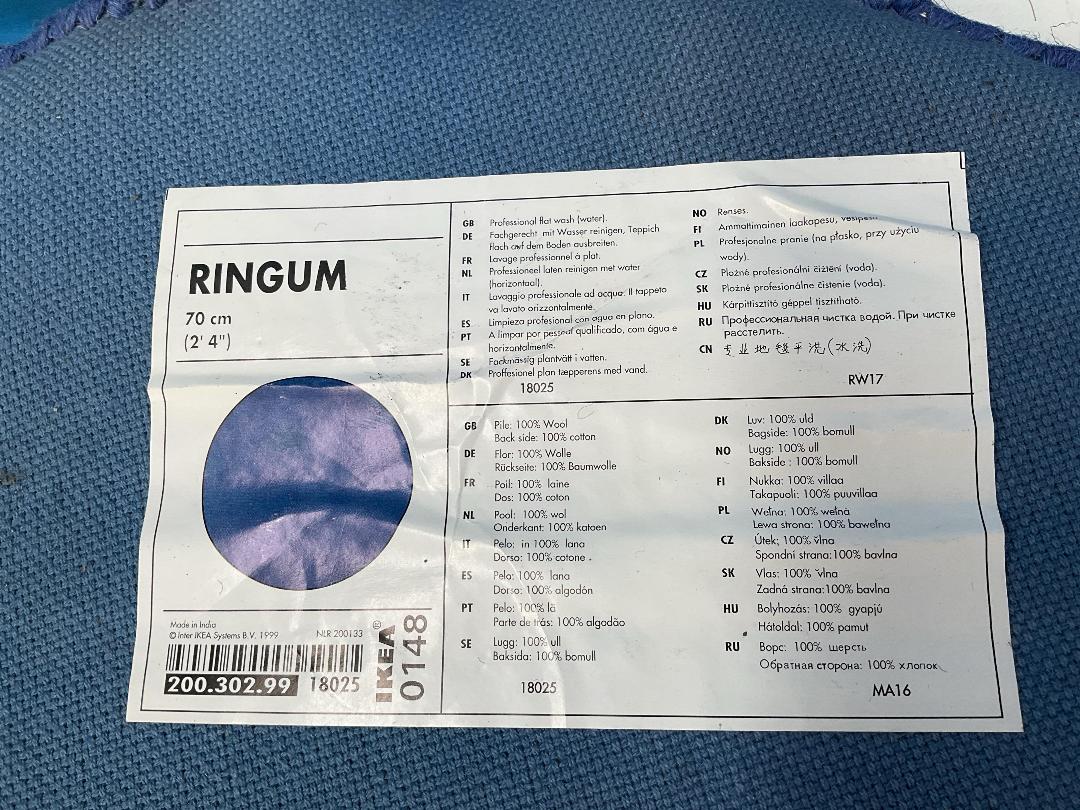 RINGUM
70 cm
(2' 4")
Made in India
© Inter IKEA Systems B.V. 1999 NLR 200133
200.302.99 18025
IKEA®
0148
GB Professional flat wash (water).
DE Fachgerecht mit Wasser reinigen, Teppich
flach auf dem Boden ausbreiten.
FR Lavage professionnel à plat.
NL Professioneel laten reinigen met water
(horizontaal).
IT Lavaggio professionale ad acqua. Il tappeto
va lavato orizzontalmente.
ES Limpieza profesional con agua en plano.
PT A limpar por pessoal qualificado, com água e
horizontalmente.
SE Fackmässig plantvätt i vatten.
DK Proffesionel plan tæpperens med vand.
18025
NO Renses.
FI Ammattimainen laakapesu, vesipesu
PL Profesjonalne pranie (na płasko, przy użyciu
wody).
CZ Pložné profesionální čištění (voda).
SK Pložné profesionálne čistenie (voda).
HU Kárpittisztító géppel tisztítható.
RU Профессиональная чистка водой. При чистке
расстелить.
CN 专业地毯平洗(水洗)
RW17
GB Pile: 100% Wool
Back side: 100% cotton
DE Flor: 100% Wolle
Rückseite: 100% Baumwolle
FR Poil: 100% laine
Dos: 100% coton
NL Pool: 100% wol
Onderkant: 100% katoen
IT Pelo: in 100% lana
Dorso: 100% cotone
ES Pelo: 100% lana
Dorso: 100% algodón
PT Pelo: 100% lã
Parte de trás: 100% algodão
SE Lugg: 100% ull
Baksida: 100% bomull
18025
DK Luv: 100% uld
Bagside: 100% bomull
NO Lugg: 100% ull
Bakside : 100% bomull
FI Nukka: 100% villaa
Takapuoli: 100% puuvillaa
PL Wełna: 100% wełna
Lewa strona: 100% bawełna
CZ Útek: 100% vlna
Spondní strana:100% bavlna
SK Vlas: 100% vlna
Zadná strana:100% bavlna
HU Bolyhozás: 100% gyapjú
Hátoldal: 100% pamut
RU Ворс: 100% шерсть
Обратная сторона: 100% хлопок
MA16